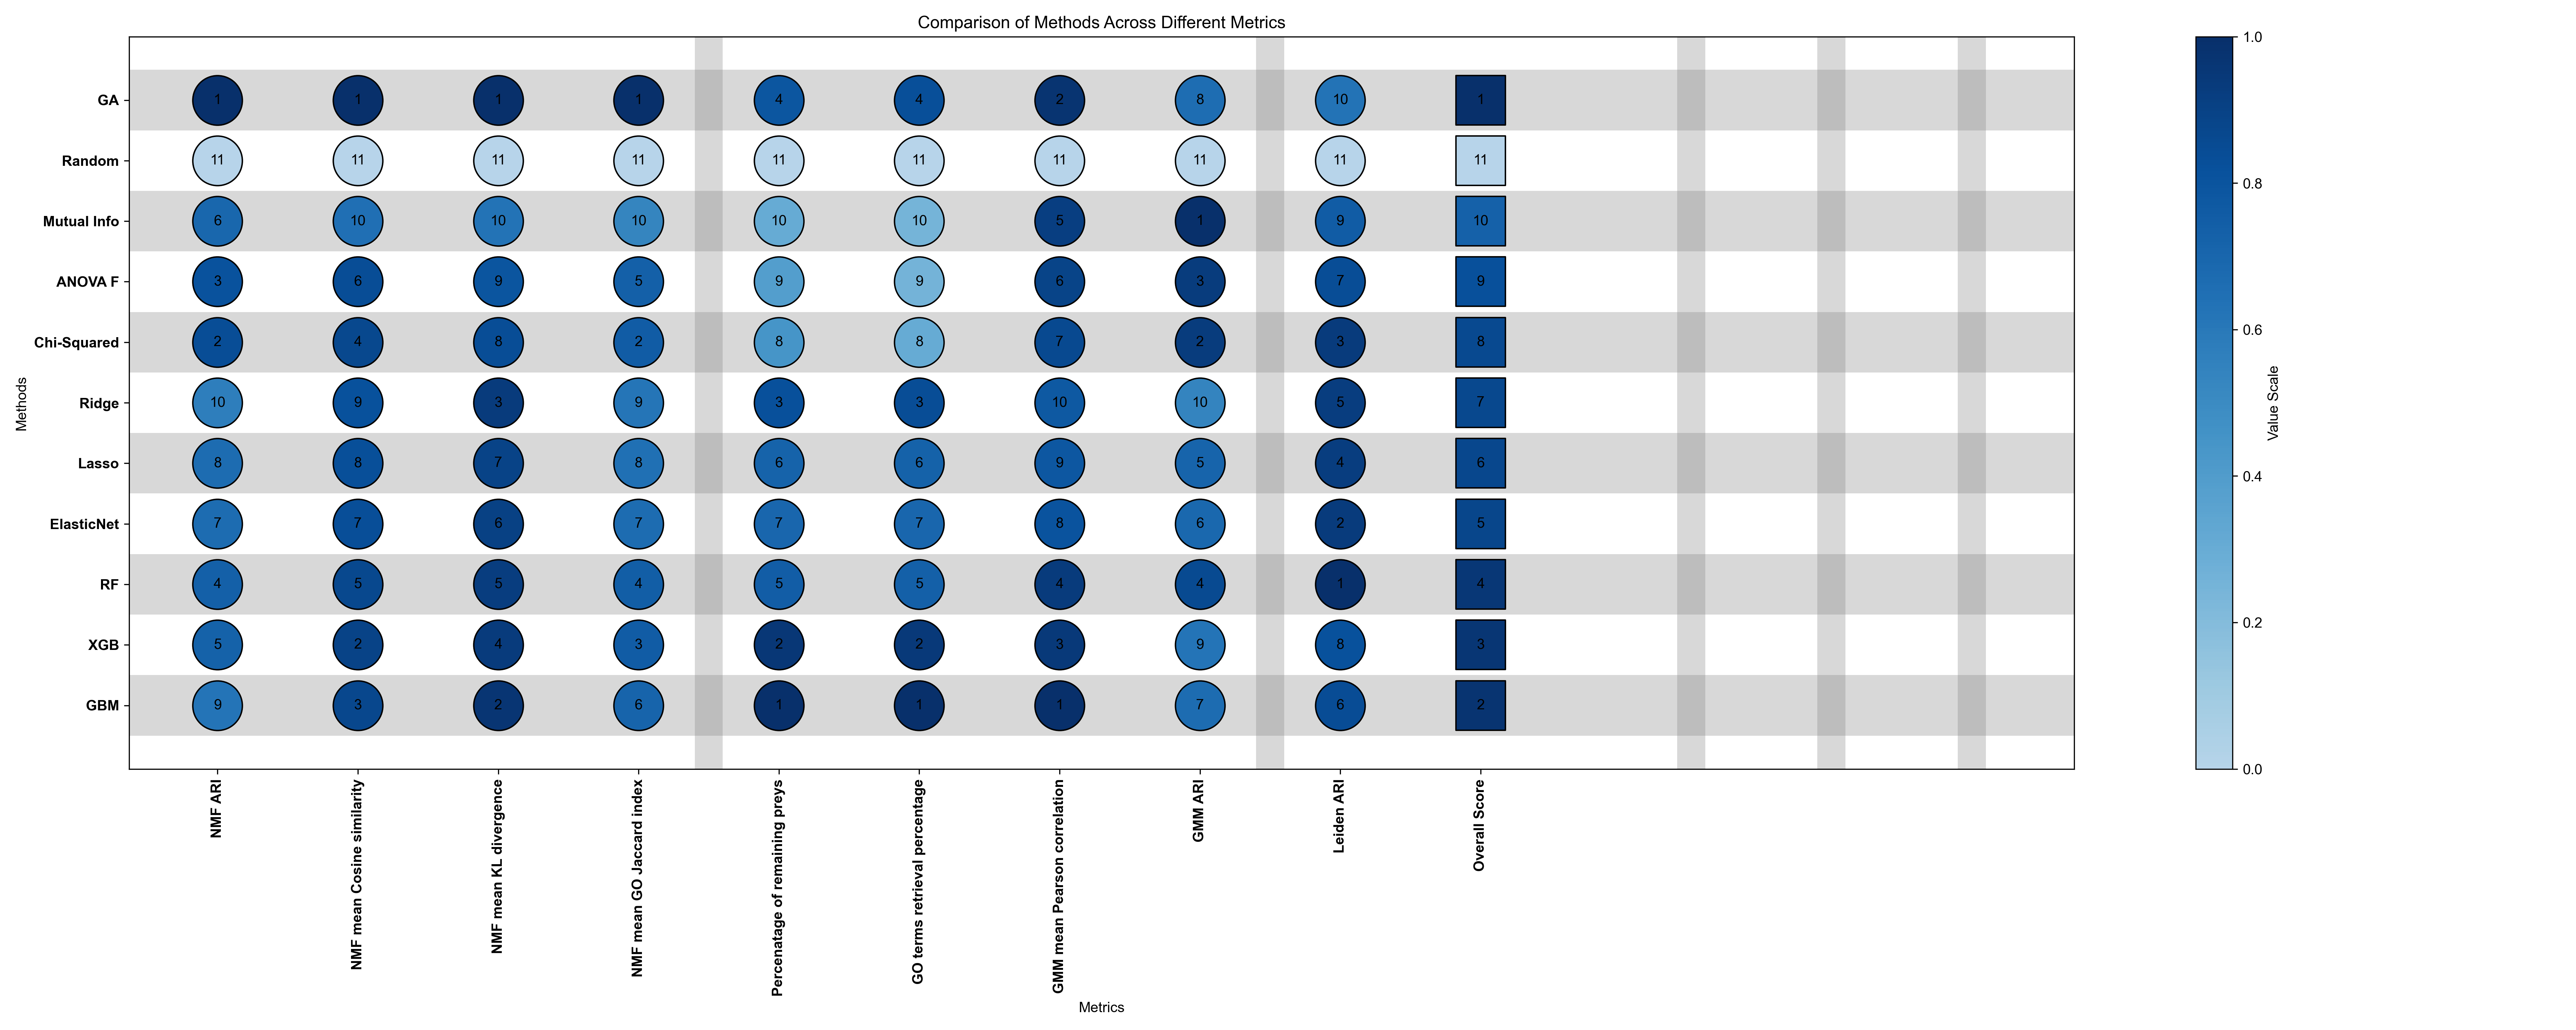 Comparison of Methods Across Different Metrics
GA 1 1 1 1 4 4 2 8 10 1
Random 11 11 11 11 11 11 11 11 11 11
Mutual Info 6 10 10 10 10 10 5 1 9 10
ANOVA F 3 6 9 5 9 9 6 3 7 9
Chi-Squared 2 4 8 2 8 8 7 2 3 8
Ridge 10 9 3 9 3 3 10 10 5 7
Lasso 8 8 7 8 6 6 9 5 4 6
ElasticNet 7 7 6 7 7 7 8 6 2 5
RF 4 5 5 4 5 5 4 4 1 4
XGB 5 2 4 3 2 2 3 9 8 3
GBM 9 3 2 6 1 1 1 7 6 2
Methods
NMF ARI
NMF mean Cosine similarity
NMF mean KL divergence
NMF mean GO Jaccard index
Percenatage of remaining preys
GO terms retrieval percentage
GMM mean Pearson correlation
GMM ARI
Leiden ARI
Overall Score
Metrics
1.0
0.8
0.6
0.4
0.2
0.0
Value Scale